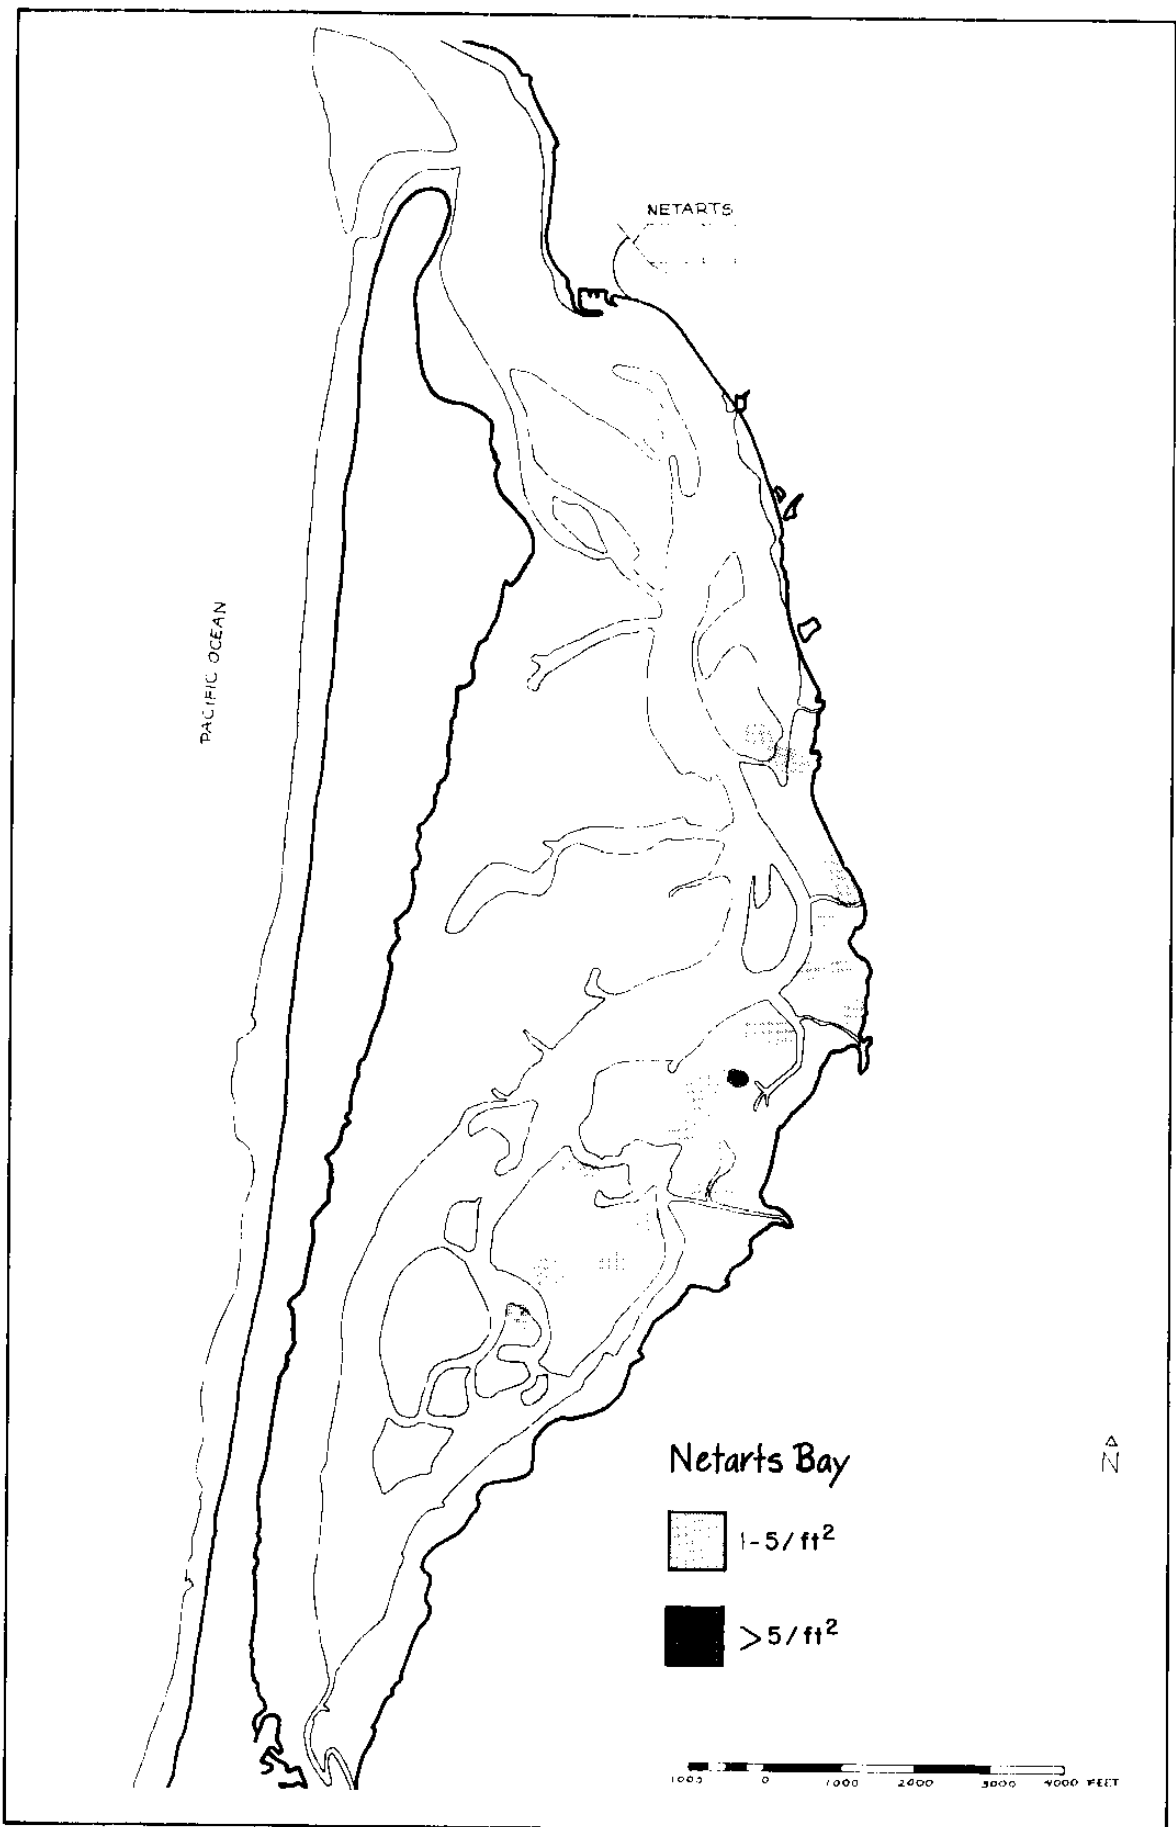 NETARTS
PACIFIC OCEAN
Netarts Bay
N
1-5/ft²
>5/ft²
1000 0 1000 2000 3000 4000 FEET